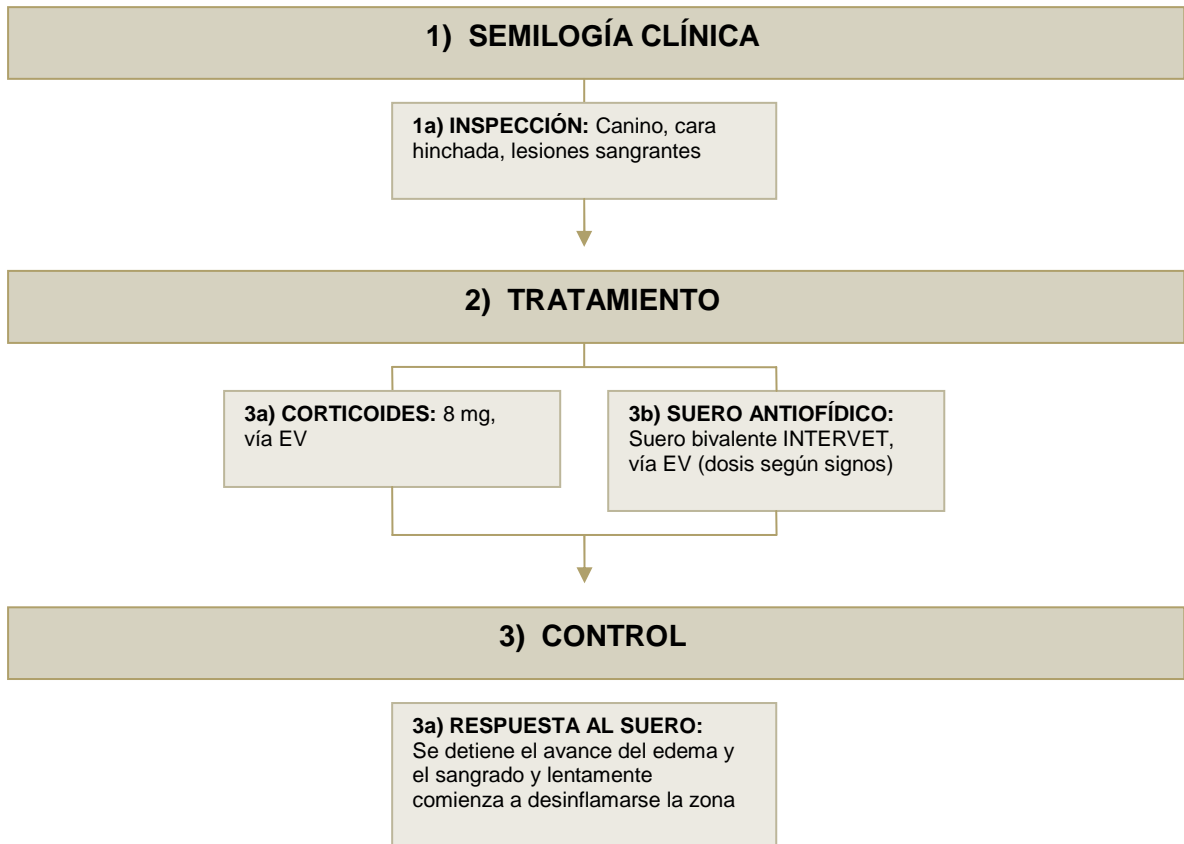 1) SEMILOGÍA CLÍNICA
1a) INSPECCIÓN: Canino, cara
hinchada, lesiones sangrantes
2) TRATAMIENTO
3a) CORTICOIDES: 8 mg,
vía EV
3b) SUERO ANTIOFÍDICO:
Suero bivalente INTERVET,
vía EV (dosis según signos)
3) CONTROL
3a) RESPUESTA AL SUERO:
Se detiene el avance del edema y
el sangrado y lentamente
comienza a desinflamarse la zona